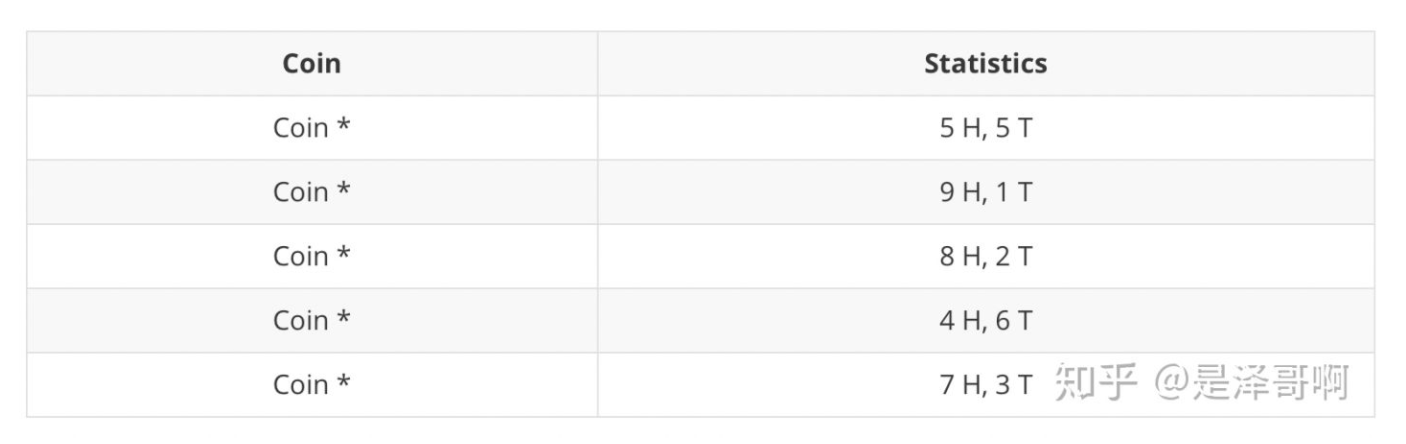 Coin Statistics
Coin * 5 H, 5 T
Coin * 9 H, 1 T
Coin * 8 H, 2 T
Coin * 4 H, 6 T
Coin * 7 H, 3 T
知乎 @是泽哥啊